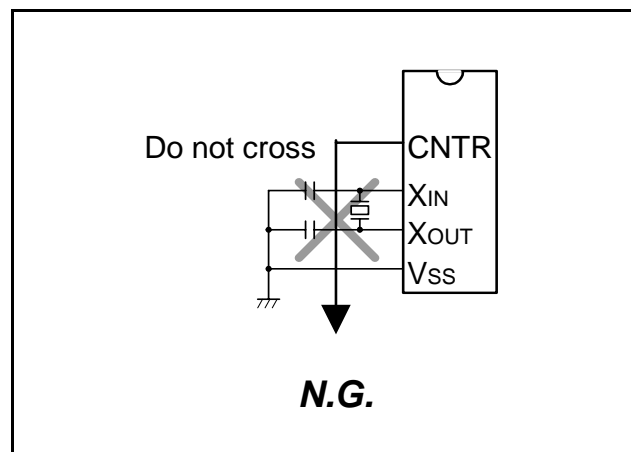 Do not cross
CNTR
XIN
XOUT
VSS
N.G.